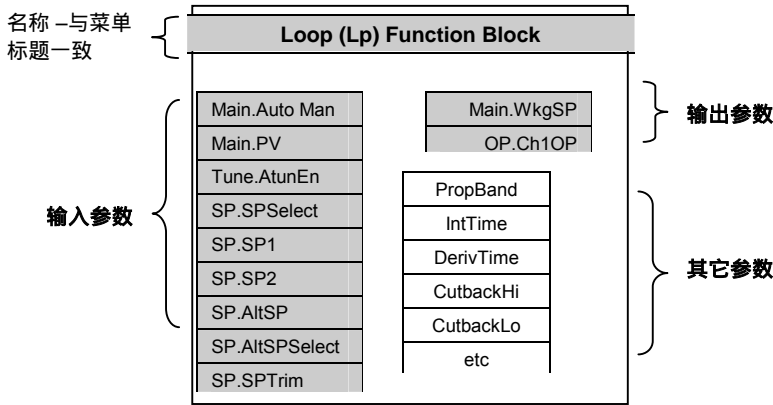 名称 –与菜单
标题一致
Loop (Lp) Function Block
输入参数
Main.Auto Man
Main.PV
Tune.AtunEn
SP.SPSelect
SP.SP1
SP.SP2
SP.AltSP
SP.AltSPSelect
SP.SPTrim
Main.WkgSP
OP.Ch1OP
输出参数
PropBand
IntTime
DerivTime
CutbackHi
CutbackLo
etc
其它参数